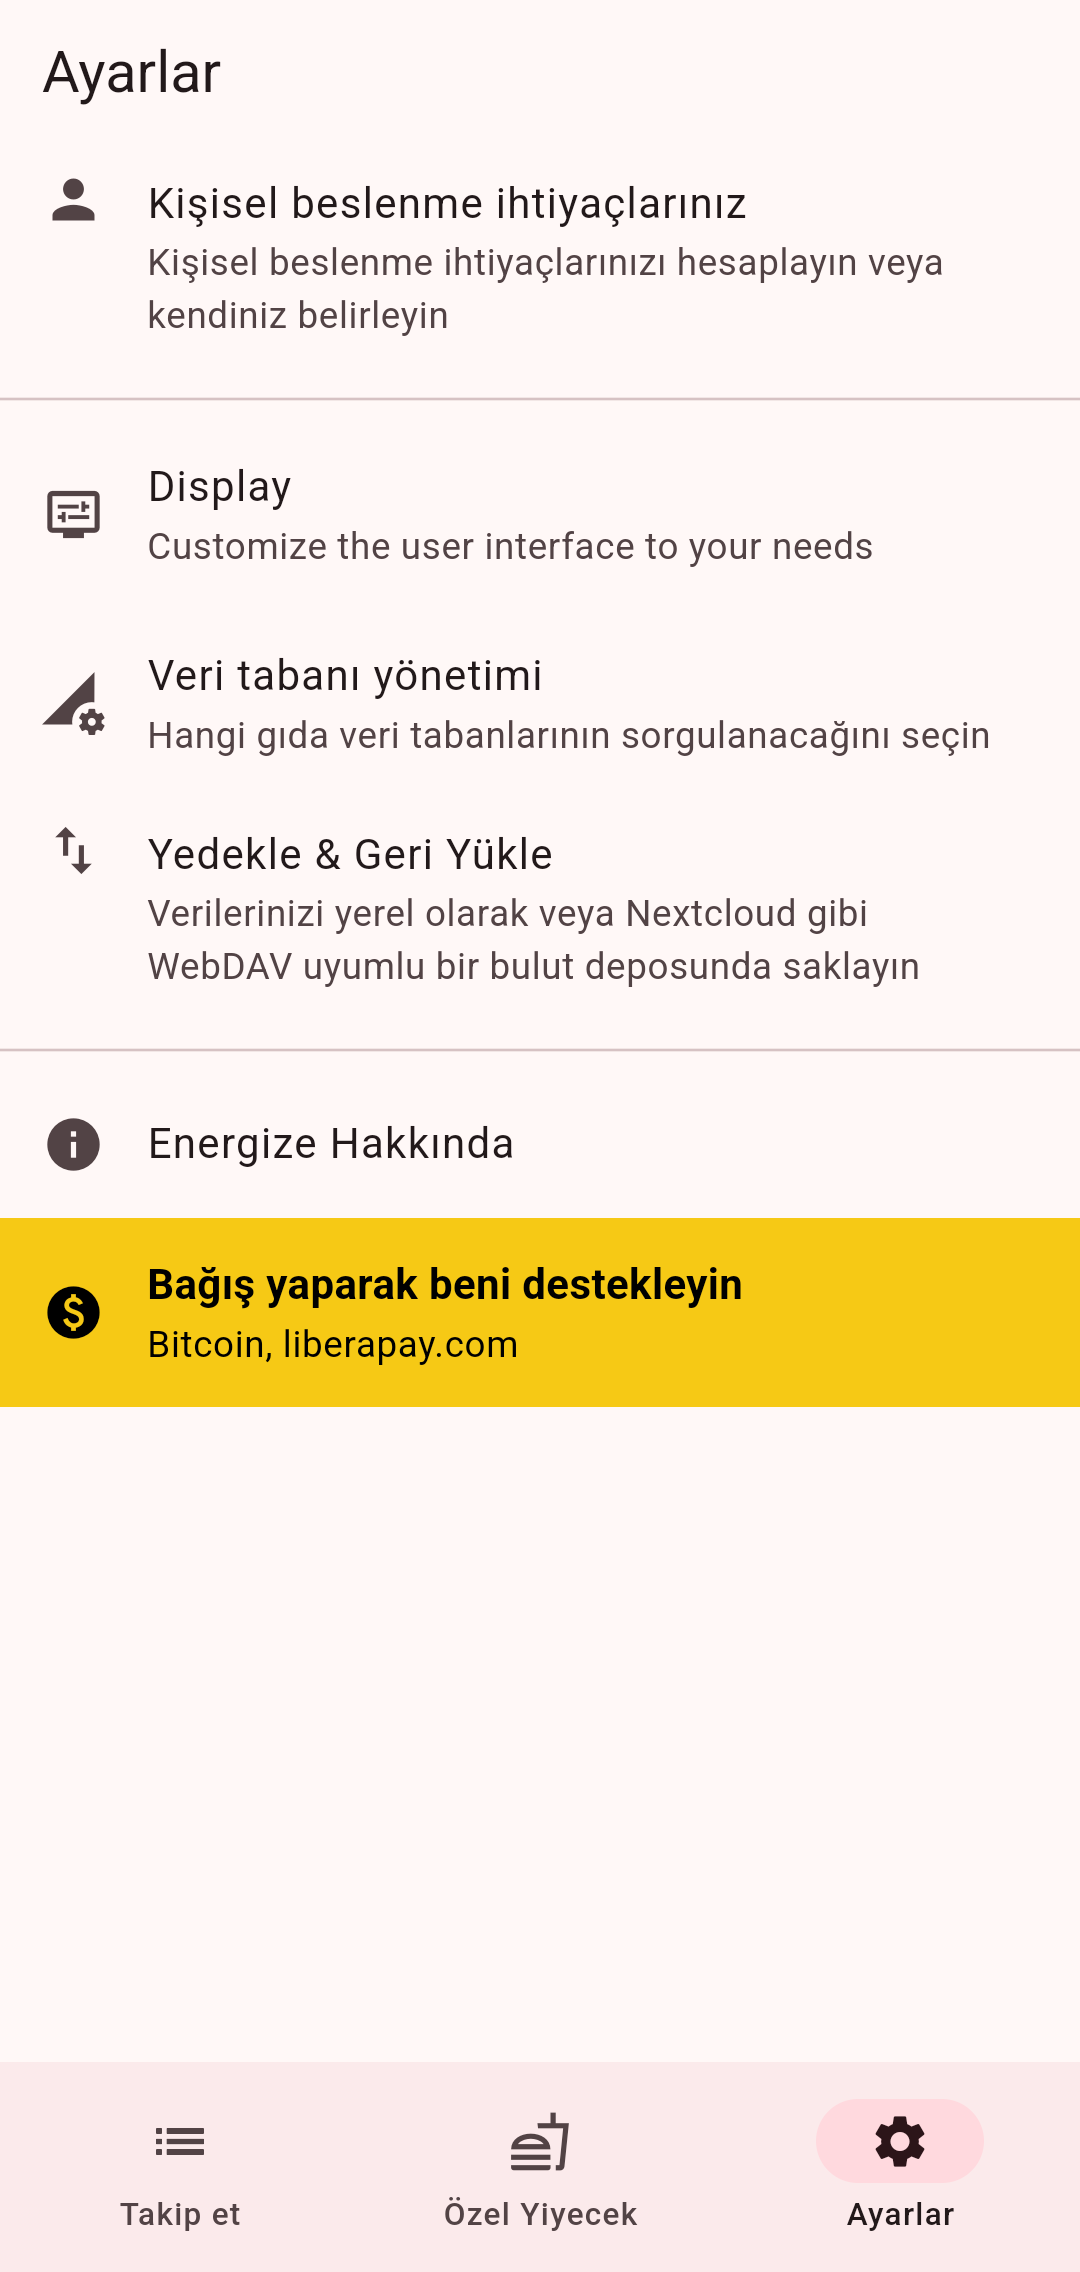 Ayarlar
Kişisel beslenme ihtiyaçlarınız
Kişisel beslenme ihtiyaçlarınızı hesaplayın veya
kendiniz belirleyin
Display
Customize the user interface to your needs
Veri tabanı yönetimi
Hangi gıda veri tabanlarının sorgulanacağını seçin
Yedekle & Geri Yükle
Verilerinizi yerel olarak veya Nextcloud gibi
WebDAV uyumlu bir bulut deposunda saklayın
Energize Hakkında
Bağış yaparak beni destekleyin
Bitcoin, liberapay.com
Takip et
Özel Yiyecek
Ayarlar